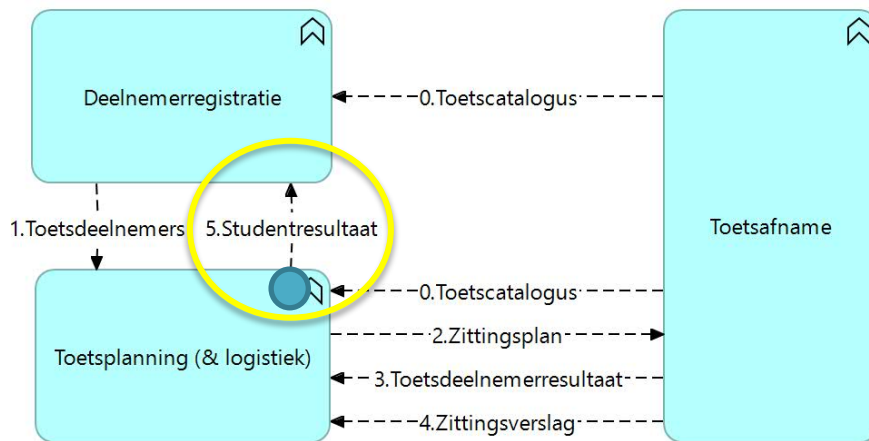 Deelnemerregistratie
0.Toetscatalogus
1.Toetsdeelnemers
5.Studentresultaat
Toetsafname
0.Toetscatalogus
2.Zittingsplan
Toetsplanning (& logistiek)
3.Toetsdeelnemerresultaat
4.Zittingsverslag